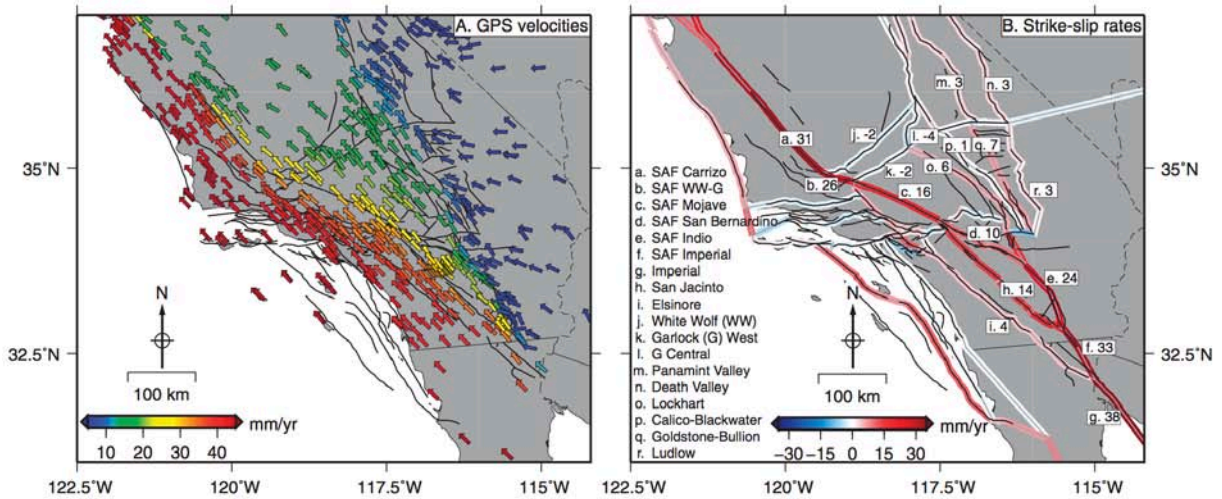 A. GPS velocities
35°N
32.5°N
N
100 km
mm/yr
10 20 30 40
122.5°W 120°W 117.5°W 115°W
B. Strike-slip rates
m. 3
n. 3
j. -2
l. -4
a. 31
p. 1
q. 7
k. -2
o. 6
b. 26
c. 16
r. 3
d. 10
e. 24
h. 14
i. 4
f. 33
g. 38
a. SAF Carrizo
b. SAF WW-G
c. SAF Mojave
d. SAF San Bernardino
e. SAF Indio
f. SAF Imperial
g. Imperial
h. San Jacinto
i. Elsinore
j. White Wolf (WW)
k. Garlock (G) West
l. G Central
m. Panamint Valley
n. Death Valley
o. Lockhart
p. Calico-Blackwater
q. Goldstone-Bullion
r. Ludlow
N
100 km
mm/yr
−30 −15 0 15 30
35°N
32.5°N
122.5°W 120°W 117.5°W 115°W